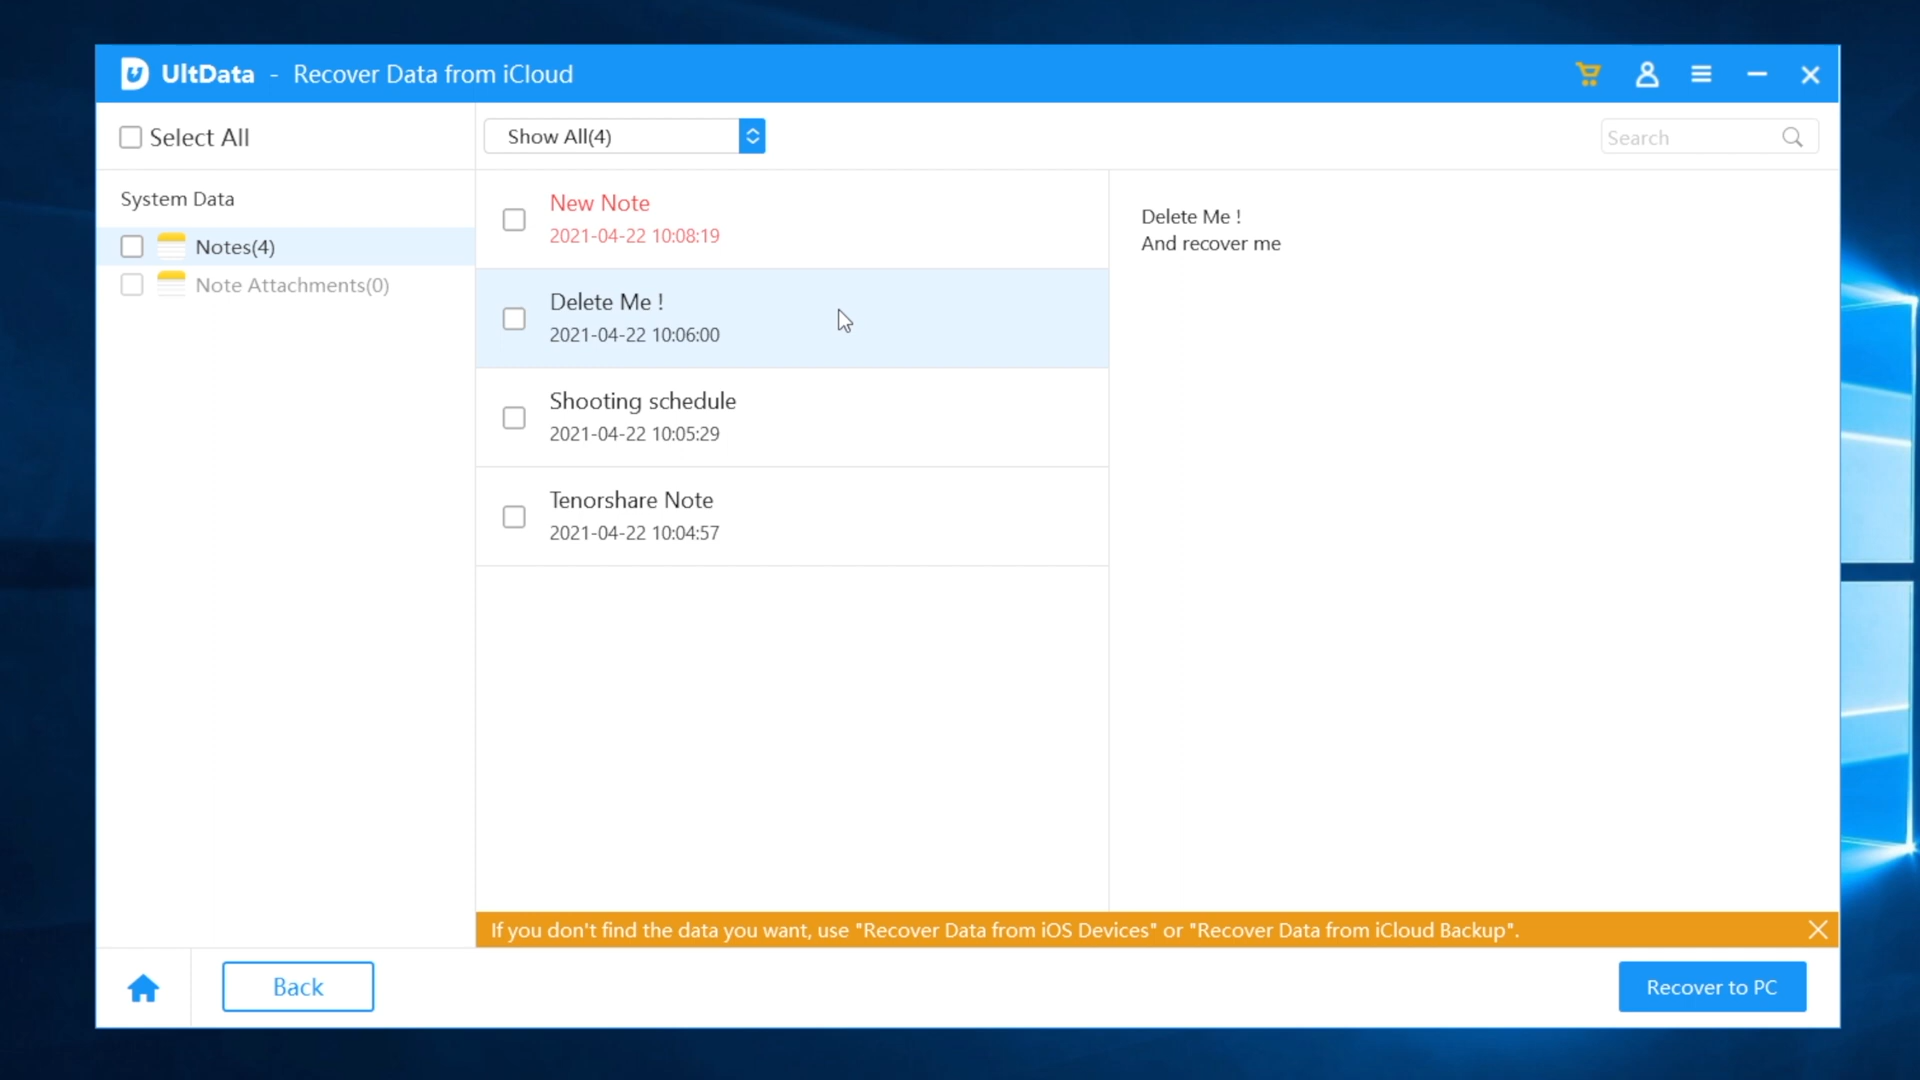 UltData - Recover Data from iCloud
Select All
Show All(4)
Search
System Data
Notes(4)
Note Attachments(0)
New Note
2021-04-22 10:08:19
Delete Me !
2021-04-22 10:06:00
Shooting schedule
2021-04-22 10:05:29
Tenorshare Note
2021-04-22 10:04:57
Delete Me !
And recover me
If you don't find the data you want, use "Recover Data from iOS Devices" or "Recover Data from iCloud Backup".
Back
Recover to PC